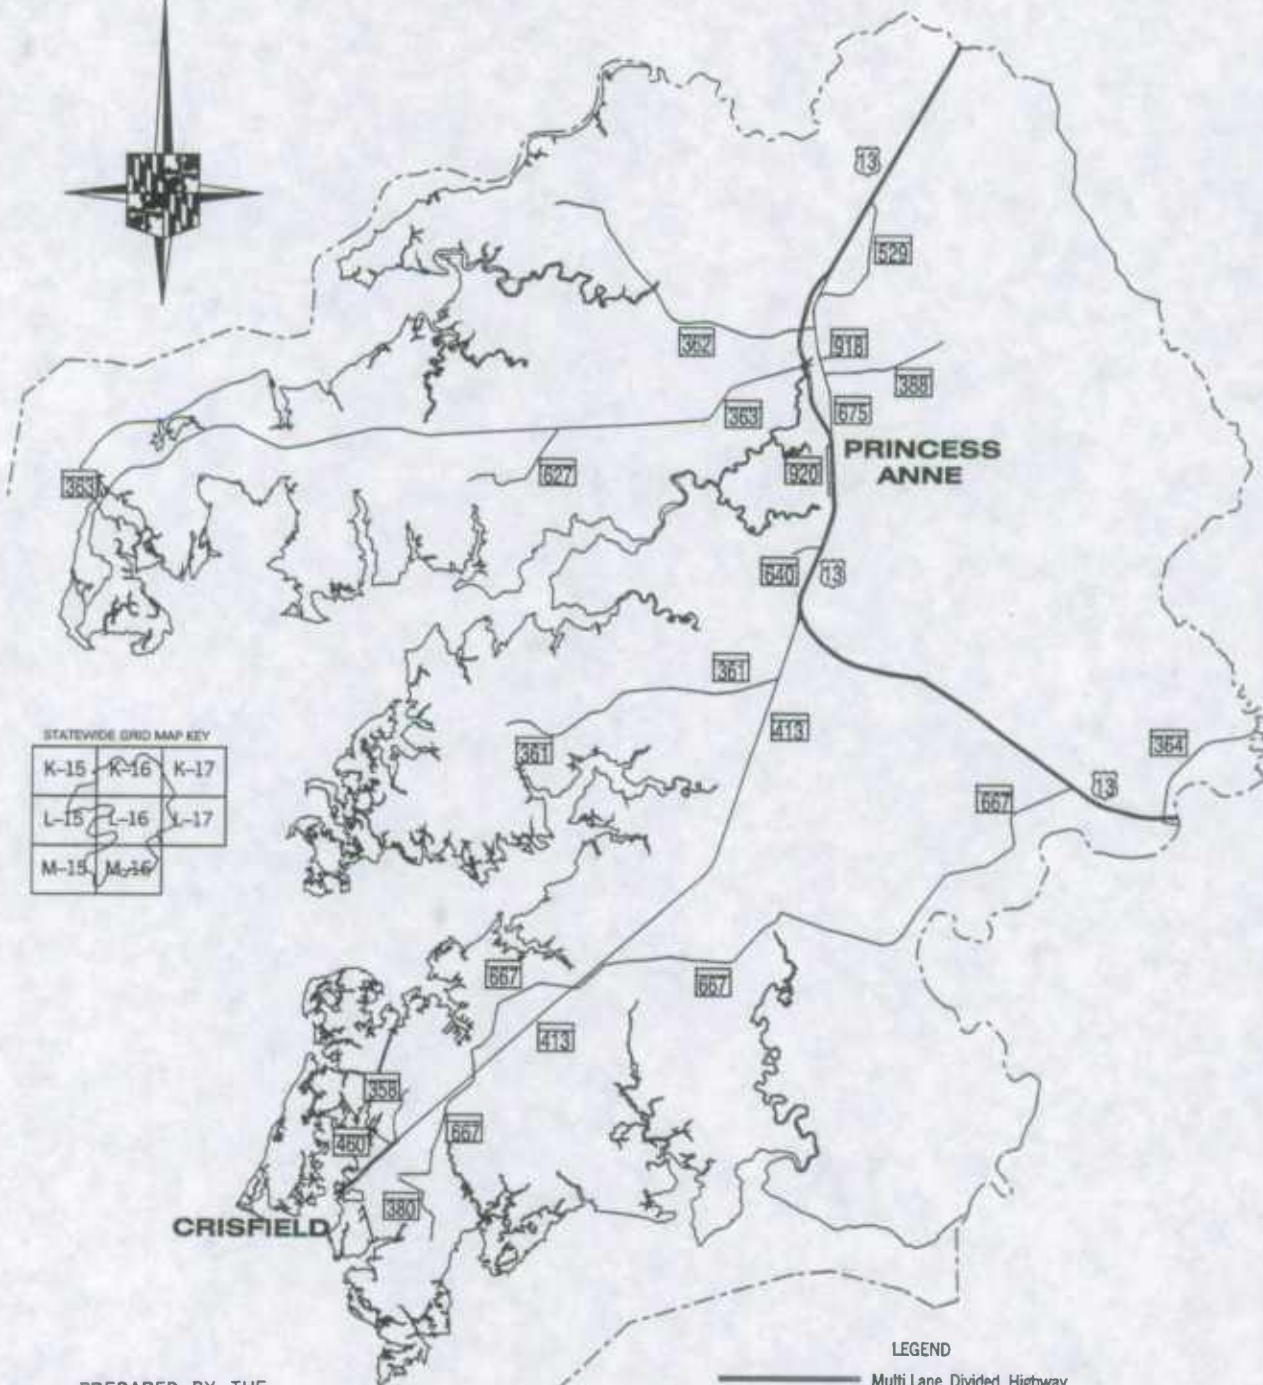 13
529
362
918
388
363
675
PRINCESS
ANNE
363
627
920
640
13
361
413
361
364
13
667
STATEWIDE GRID MAP KEY
K-15 K-16 K-17
L-15 L-16 L-17
M-15 M-16
667
667
413
358
667
460
380
CRISFIELD
LEGEND
PREPARED BY THE
Multi Lane Divided Highway